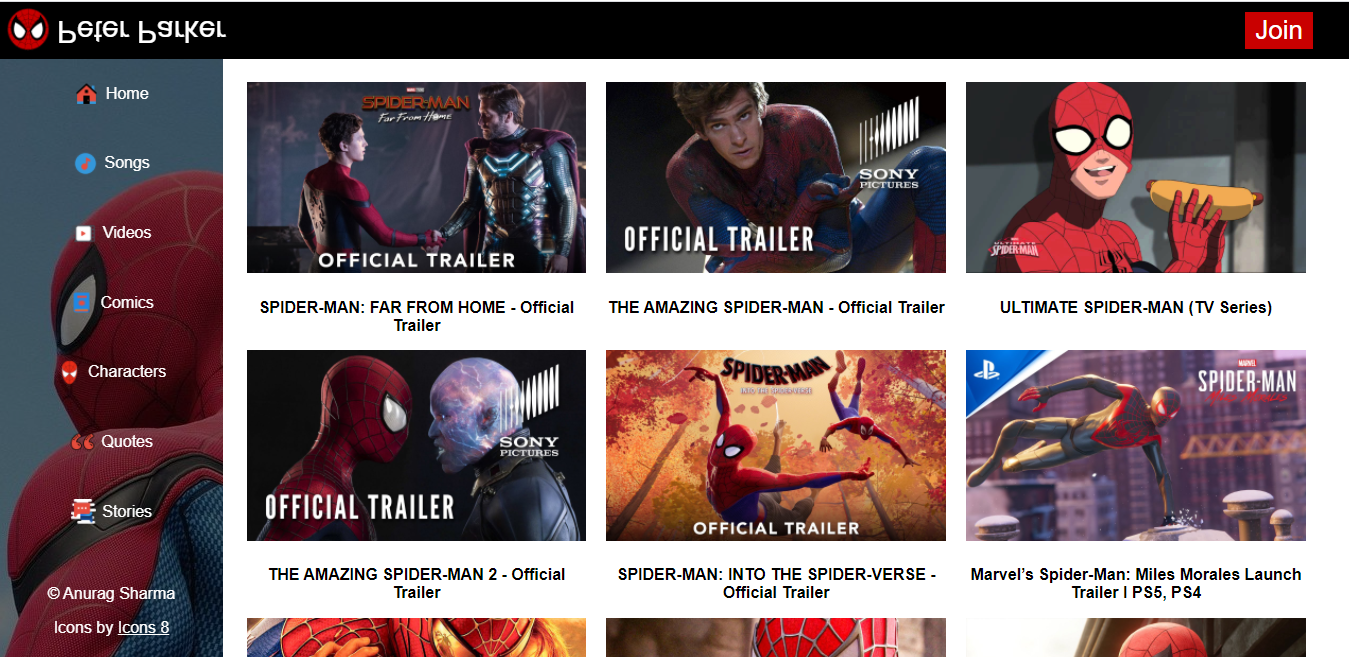 Peter Parker
Join
Home
Songs
Videos
Comics
Characters
Quotes
Stories
© Anurag Sharma
Icons by Icons 8
SPIDER-MAN
Far From Home
OFFICIAL TRAILER
SPIDER-MAN: FAR FROM HOME - Official
Trailer
SONY
PICTURES
OFFICIAL TRAILER
THE AMAZING SPIDER-MAN - Official Trailer
ULTIMATE
SPIDER-MAN
ULTIMATE SPIDER-MAN (TV Series)
SONY
PICTURES
OFFICIAL TRAILER
THE AMAZING SPIDER-MAN 2 - Official
Trailer
SPIDER-MAN
INTO THE SPIDER-VERSE
OFFICIAL TRAILER
SPIDER-MAN: INTO THE SPIDER-VERSE -
Official Trailer
MARVEL
SPIDER-MAN
Miles Morales
Marvel’s Spider-Man: Miles Morales Launch
Trailer I PS5, PS4